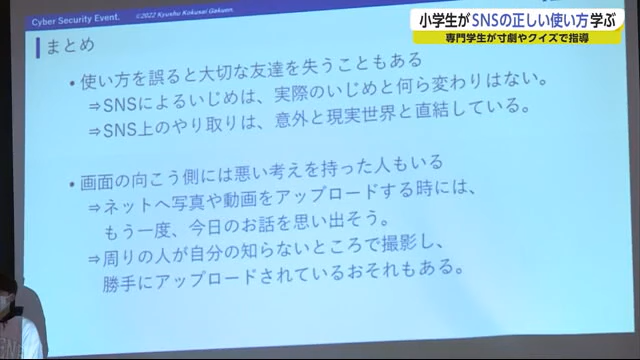 Cyber Security Event.
©2022 Kyusho Kokusai Gakuen.
小学生がSNSの正しい使い方学ぶ
専門学生が寸劇やクイズで指導
まとめ
• 使い方を誤ると大切な友達を失うこともある
⇒SNSによるいじめは、実際のいじめと何ら変わりはない。
⇒SNS上のやり取りは、意外と現実世界と直結している。
• 画面の向こう側には悪い考えを持った人もいる
⇒ネットへ写真や動画をアップロードする時には、
もう一度、今日のお話を思い出そう。
⇒周りの人が自分の知らないところで撮影し、
勝手にアップロードされているおそれもある。